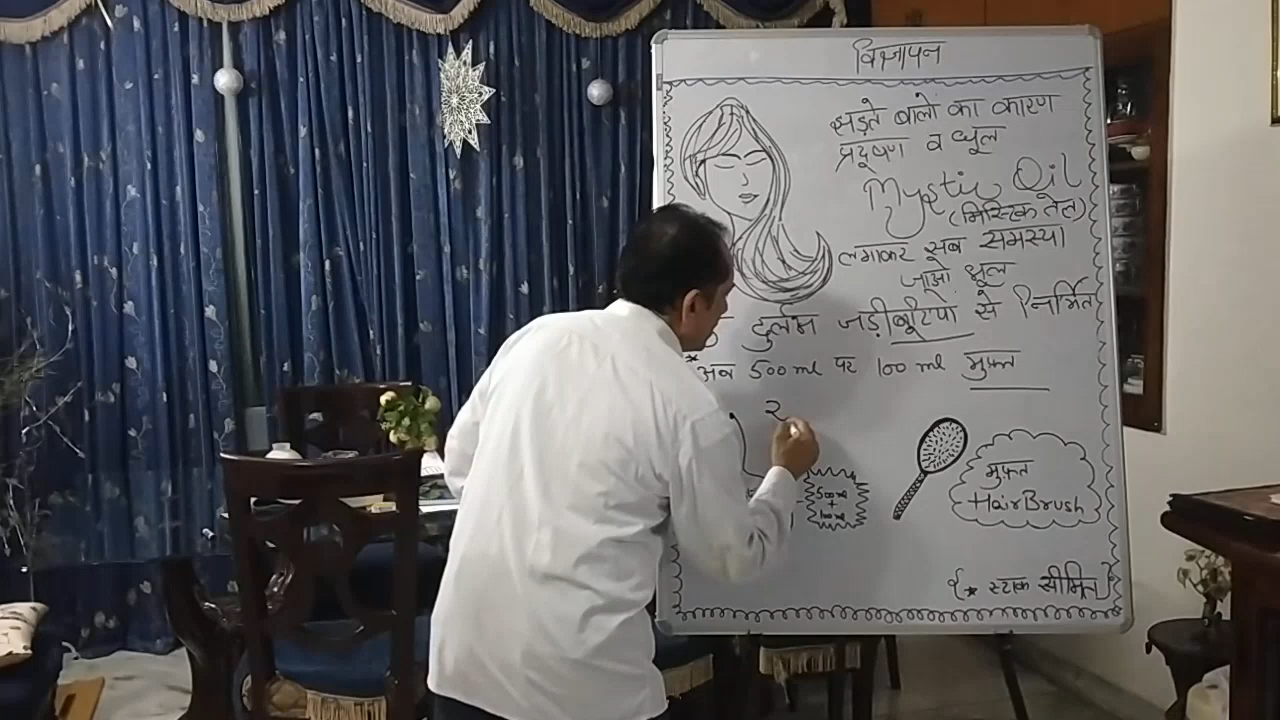 विज्ञापन
झड़ते बालो का कारण
प्रदूषण व धूल
Mystic Oil
(मिस्टिक तेल)
लगाकर सब समस्या
जाओ भूल
दुर्लभ जड़ीबूटियों से निर्मित
* अब 500 ml पर 100 ml मुफ़्त
500 ml
+
100 ml
मुफ़्त
Hair Brush
{ * स्टाक सीमित }